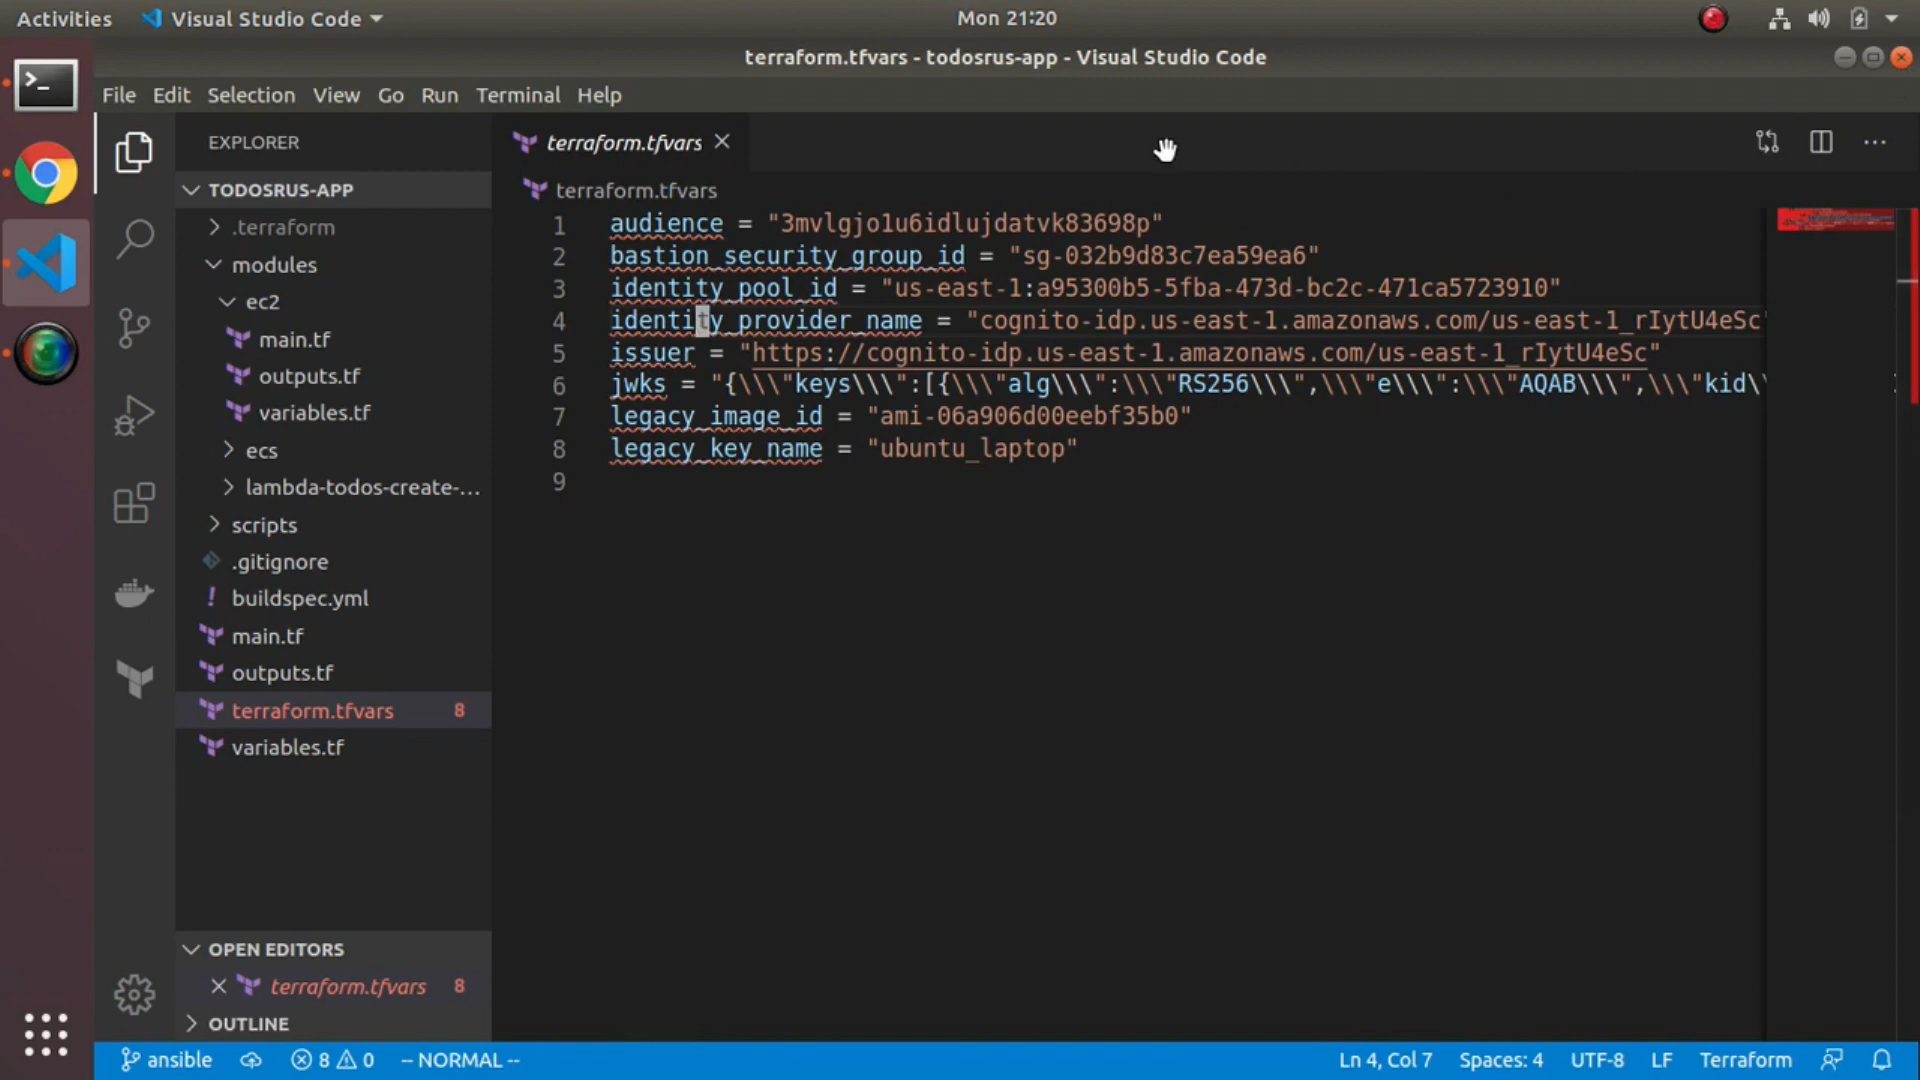 Activities
Visual Studio Code
Mon 21:20
terraform.tfvars - todosrus-app - Visual Studio Code
File Edit Selection View Go Run Terminal Help
EXPLORER
TODOSRUS-APP
.terraform
modules
ec2
main.tf
outputs.tf
variables.tf
ecs
lambda-todos-create-...
scripts
.gitignore
buildspec.yml
main.tf
outputs.tf
terraform.tfvars 8
variables.tf
OPEN EDITORS
terraform.tfvars 8
OUTLINE
terraform.tfvars
terraform.tfvars
1 audience = "3mvlgjo1u6idlujdatvk83698p"
2 bastion_security_group_id = "sg-032b9d83c7ea59ea6"
3 identity_pool_id = "us-east-1:a95300b5-5fba-473d-bc2c-471ca5723910"
4 identity_provider_name = "cognito-idp.us-east-1.amazonaws.com/us-east-1_rIytU4eSc"
5 issuer = "https://cognito-idp.us-east-1.amazonaws.com/us-east-1_rIytU4eSc"
6 jwks = "{\\\"keys\\\":[{\\\"alg\\\":\\\"RS256\\\",\\\"e\\\":\\\"AQAB\\\",\\\"kid\
7 legacy_image_id = "ami-06a906d00eebf35b0"
8 legacy_key_name = "ubuntu_laptop"
9
ansible 8 0 -- NORMAL -- Ln 4, Col 7 Spaces: 4 UTF-8 LF Terraform